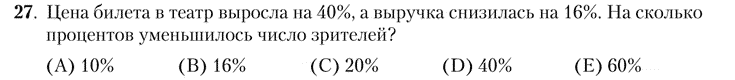 27. Цена билета в театр выросла на 40%, а выручка снизилась на 16%. На сколько
процентов уменьшилось число зрителей?
(A) 10% (B) 16% (C) 20% (D) 40% (E) 60%